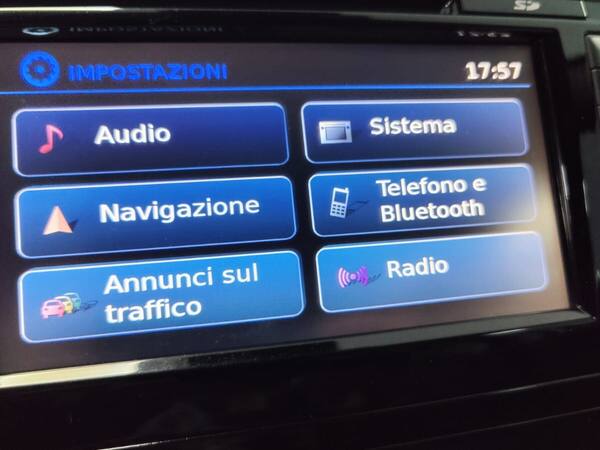 IMPOSTAZIONI 17:57
Audio
Sistema
Navigazione
Telefono e
Bluetooth
Annunci sul
traffico
Radio